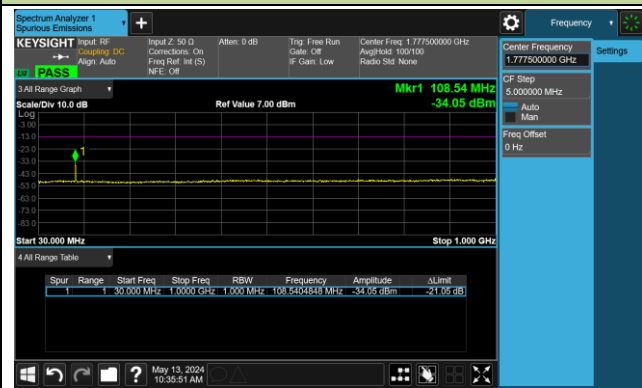 Spectrum Analyzer 1
Spurious Emissions
Frequency
KEYSIGHT
Input: RF
Coupling: DC
Align: Auto
Input Z: 50 Ω
Corrections: On
Freq Ref: Int (S)
NFE: Off
Atten: 0 dB
Trig: Free Run
Gate: Off
IF Gain: Low
Center Freq: 1.777500000 GHz
Avg|Hold: 100/100
Radio Std: None
PASS
Center Frequency
1.777500000 GHz
Settings
CF Step
5.000000 MHz
Auto
Man
Freq Offset
0 Hz
3 All Range Graph
Mkr1 108.54 MHz
Scale/Div 10.0 dB
Ref Value 7.00 dBm
-34.05 dBm
Log
-3.00
-13.0
-23.0
-33.0
-43.0
-53.0
-63.0
-73.0
-83.0
1
Start 30.000 MHz
Stop 1.000 GHz
4 All Range Table
Spur Range Start Freq Stop Freq RBW Frequency Amplitude ΔLimit
1 1 30.000 MHz 1.0000 GHz 1.000 MHz 108.5404848 MHz -34.05 dBm -21.05 dB
?
May 13, 2024
10:35:51 AM